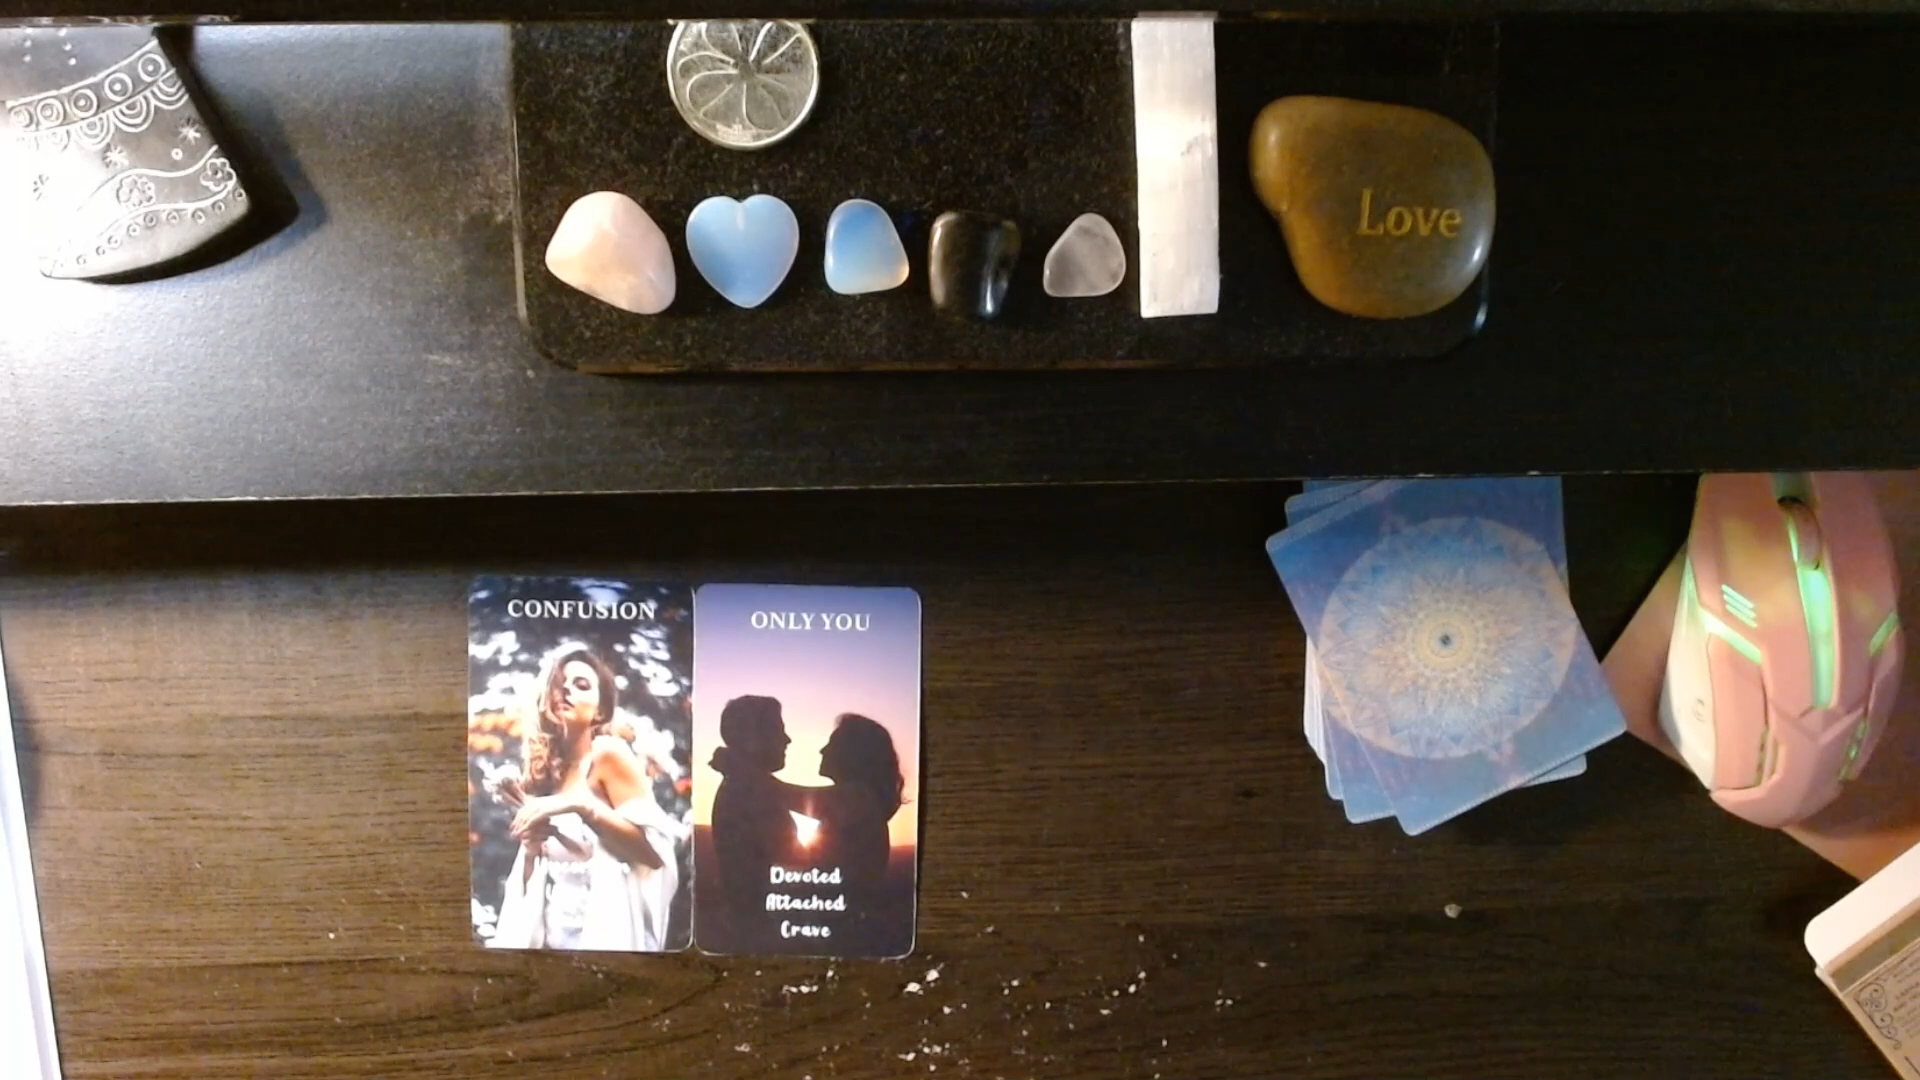 Love
CONFUSION
ONLY YOU
Devoted
Attached
Crave